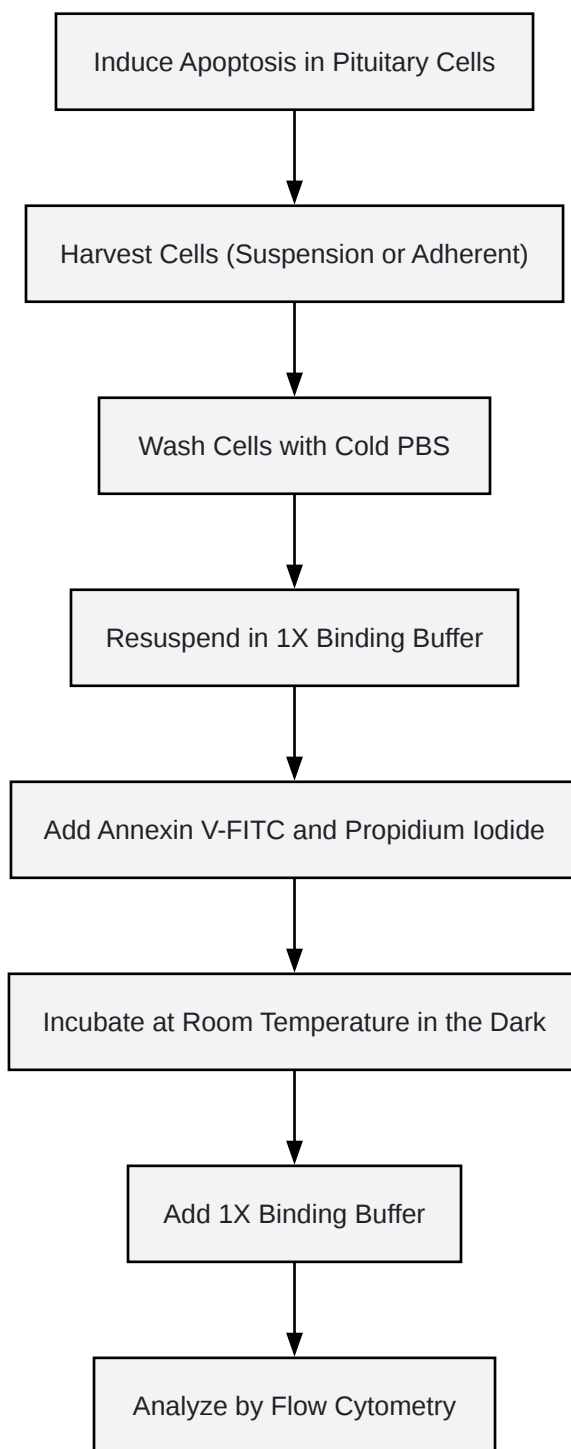 Induce Apoptosis in Pituitary Cells
Harvest Cells (Suspension or Adherent)
Wash Cells with Cold PBS
Resuspend in 1X Binding Buffer
Add Annexin V-FITC and Propidium Iodide
Incubate at Room Temperature in the Dark
Add 1X Binding Buffer
Analyze by Flow Cytometry